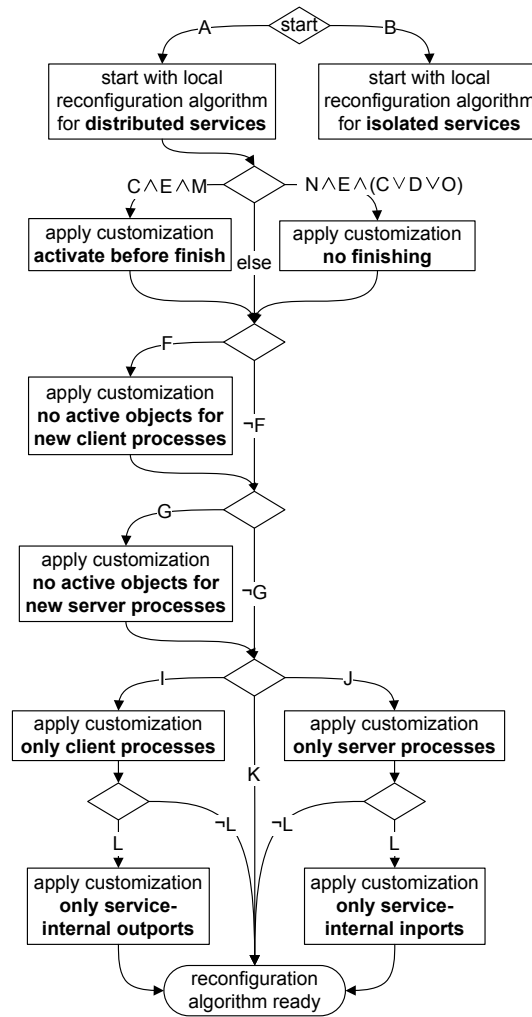 start
A
B
start with local
reconfiguration algorithm
for distributed services
start with local
reconfiguration algorithm
for isolated services
C∧E∧M
N∧E∧(C∨D∨O)
apply customization
activate before finish
else
apply customization
no finishing
F
¬F
apply customization
no active objects for
new client processes
G
¬G
apply customization
no active objects for
new server processes
I
J
K
apply customization
only client processes
apply customization
only server processes
¬L
¬L
L
L
apply customization
only service-
internal outports
apply customization
only service-
internal inports
reconfiguration
algorithm ready